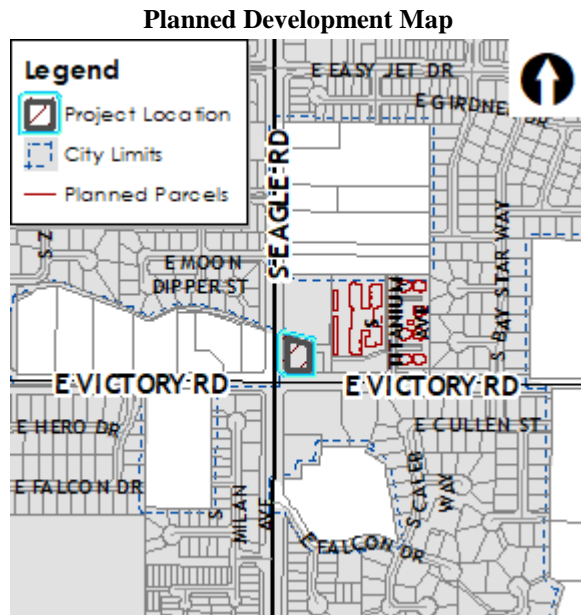 Planned Development Map
Legend
Project Location
City Limits
Planned Parcels
E EASY JET DR
E GIRDNER DR
S EAGLE RD
S Z
E MOON
DIPPER ST
S BAY STAR WAY
S
TITANIUM
AVE
E VICTORY RD
E VICTORY RD
E HERO DR
E CULLEN ST
E FALCON DR
S
MILAN
AVE
S CALEB
WAY
E FALCON DR